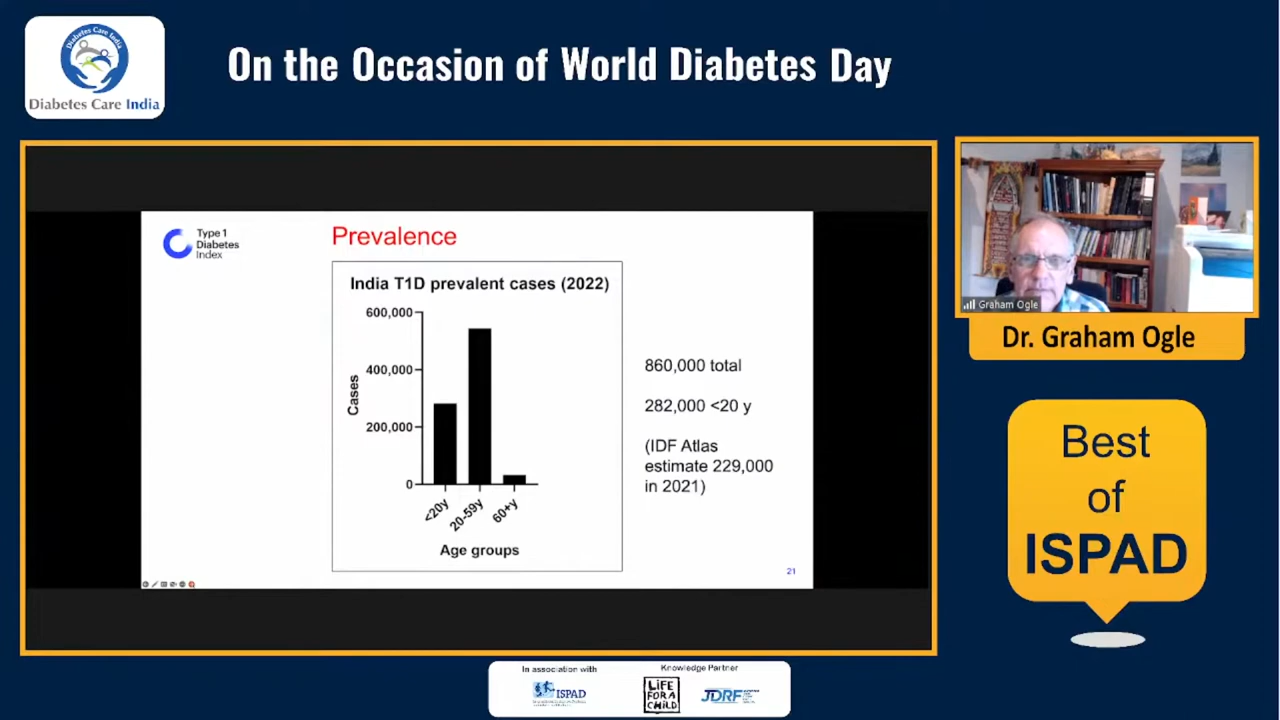 Diabetes Care India
Diabetes Care India
On the Occasion of World Diabetes Day
Type 1
Diabetes
Index
Prevalence
India T1D prevalent cases (2022)
600,000
400,000
200,000
0
Cases
<20y
20-59y
60+y
Age groups
860,000 total
282,000 <20 y
(IDF Atlas
estimate 229,000
in 2021)
21
Graham Ogle
Dr. Graham Ogle
Best
of
ISPAD
In association with
ISPAD
Knowledge Partner
LiFE
FOR A
CHiLD
JDRF